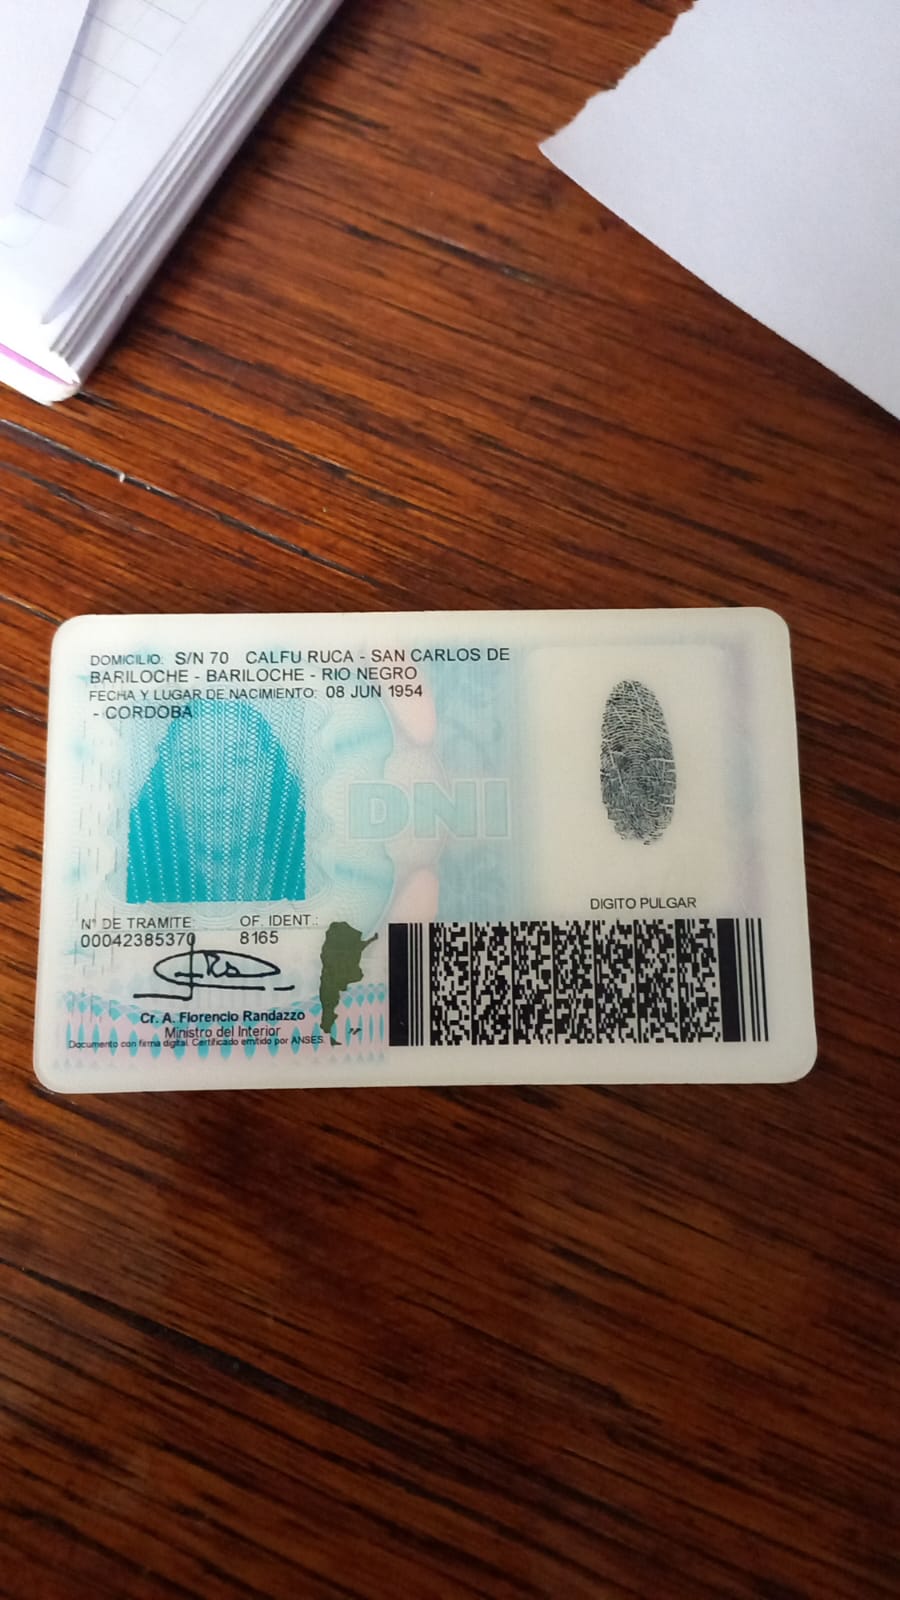 DOMICILIO: S/N 70 CALFU RUCA - SAN CARLOS DE
BARILOCHE - BARILOCHE - RIO NEGRO
FECHA Y LUGAR DE NACIMIENTO: 08 JUN 1954
- CORDOBA
DNI
DIGITO PULGAR
Nº DE TRAMITE: OF. IDENT.:
00042385370 8165
Cr. A. Florencio Randazzo
Ministro del Interior
Documento con firma digital. Certificado emitido por ANSES.